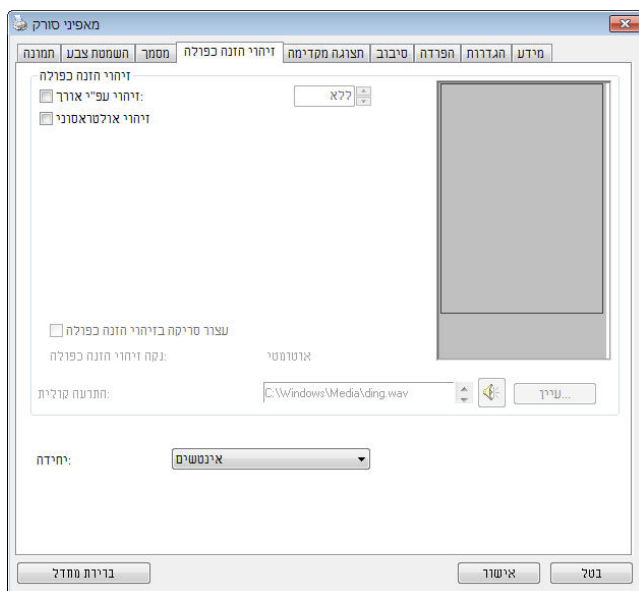 מאפיני סורק
תמונה השמטת צבע מסמך זיהוי הזנה כפולה תצוגה מקדימה סיבוב הפרדה הגדרות מידע
זיהוי הזנה כפולה
זיהוי עפ"י אורך: ללא
זיהוי אולטראסוני
עצור סריקה בזיהוי הזנה כפולה
נקה זיהוי הזנה כפולה: אוטומטי
התרעה קולית: C:\Windows\Media\ding.wav עיין...
יחידה: אינטשים
ברירת מחדל אישור בטל